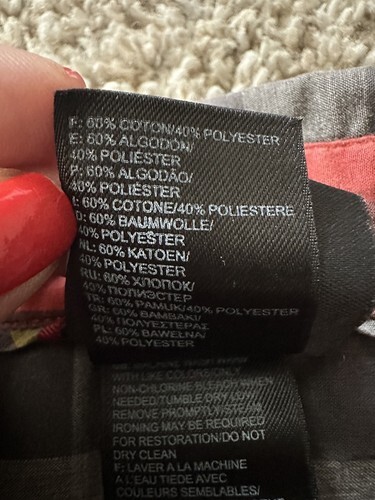 F: 60% COTON/40% POLYESTER
E: 60% ALGODÓN/
40% POLIÉSTER
P: 60% ALGODÃO/
40% POLIÉSTER
I: 60% COTONE/40% POLIESTERE
D: 60% BAUMWOLLE/
40% POLYESTER
NL: 60% KATOEN/
40% POLYESTER
RU: 60% ХЛОПОК/
40% ПОЛИЭСТЕР
TR: 60% PAMUK/40% POLYESTER
GR: 60% ΒΑΜΒΑΚΙ/
40% ΠΟΛΥΕΣΤΕΡΑΣ
PL: 60% BAWEŁNA/
40% POLYESTER
GB: MACHINE WASH WARM
WITH LIKE COLORS/ONLY
NON-CHLORINE BLEACH WHEN
NEEDED/TUMBLE DRY LOW/
REMOVE PROMPTLY/STEAM
IRONING MAY BE REQUIRED
FOR RESTORATION/DO NOT
DRY CLEAN
F: LAVER A LA MACHINE
A L'EAU TIEDE AVEC
COULEURS SEMBLABLES/